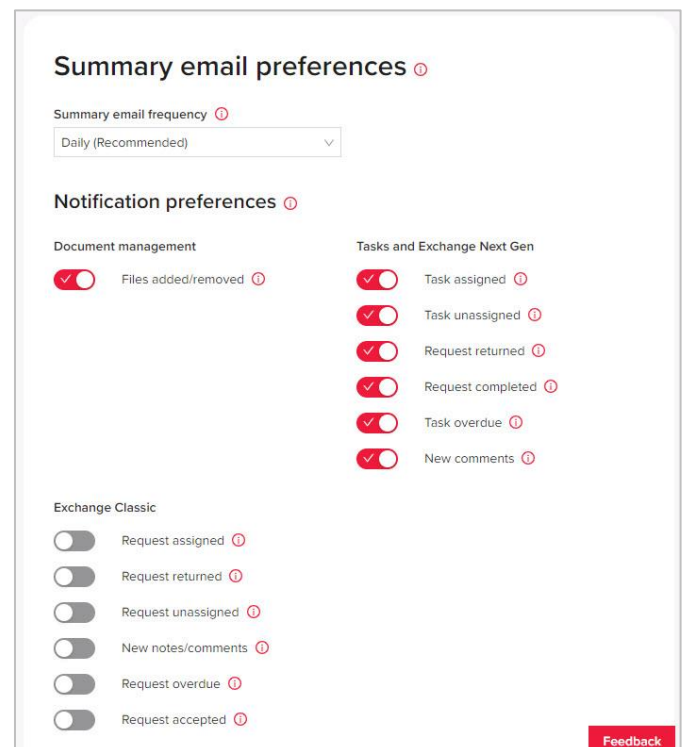 Summary email preferences
Summary email frequency
Daily (Recommended)
Notification preferences
Document management
Files added/removed
Tasks and Exchange Next Gen
Task assigned
Task unassigned
Request returned
Request completed
Task overdue
New comments
Exchange Classic
Request assigned
Request returned
Request unassigned
New notes/comments
Request overdue
Request accepted
Feedback